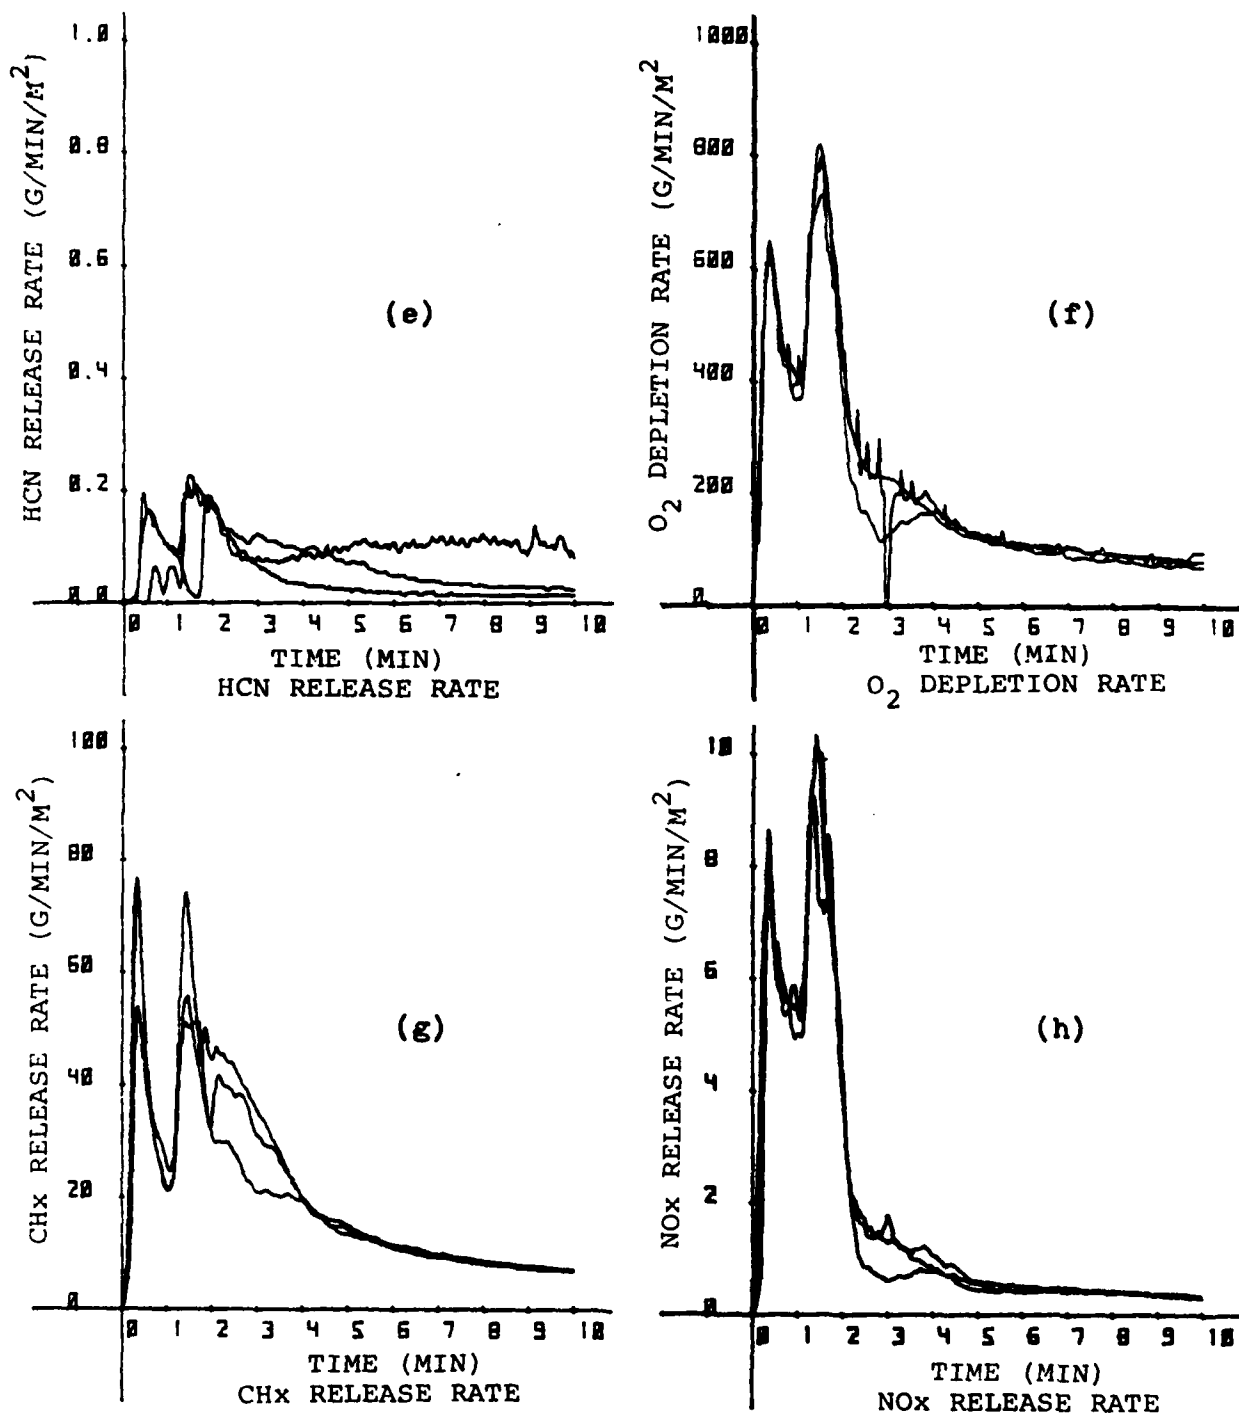 HCN RELEASE RATE (G/MIN/M²)
1.0
0.8
0.6
0.4
0.2
0.0
(e)
0 1 2 3 4 5 6 7 8 9 10
TIME (MIN)
HCN RELEASE RATE
O₂ DEPLETION RATE (G/MIN/M²
1000
800
600
400
200
0
(f)
0 1 2 3 4 5 6 7 8 9 10
TIME (MIN)
O₂ DEPLETION RATE
CHx RELEASE RATE (G/MIN/M²)
100
80
60
40
20
0
(g)
0 1 2 3 4 5 6 7 8 9 10
TIME (MIN)
CHx RELEASE RATE
NOx RELEASE RATE (G/MIN/M²)
10
8
6
4
2
0
(h)
0 1 2 3 4 5 6 7 8 9 10
TIME (MIN)
NOx RELEASE RATE